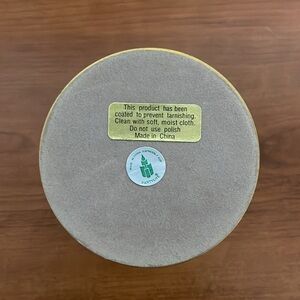 This product has been
coated to prevent tarnishing.
Clean with soft, moist cloth.
Do not use polish
Made in China